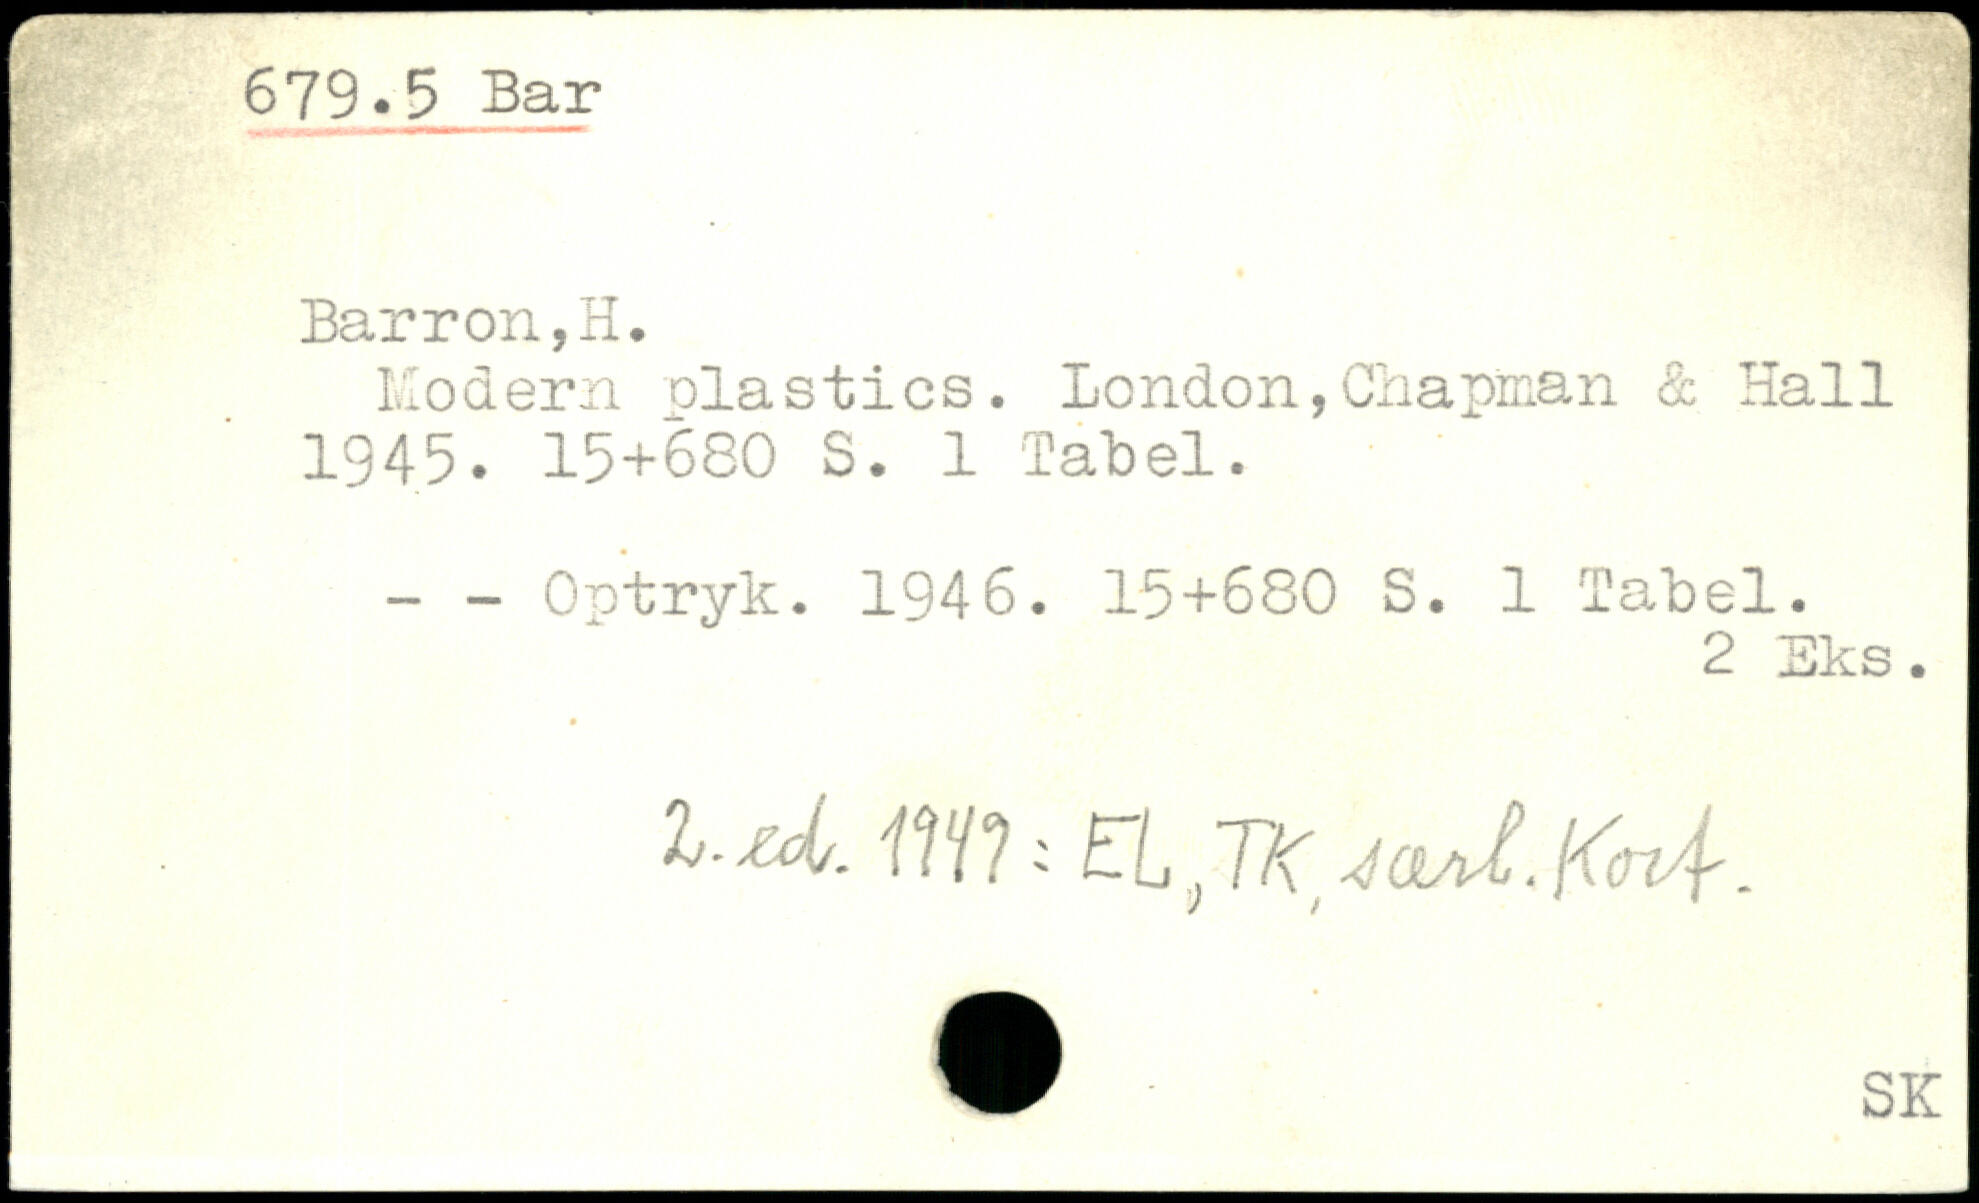 679.5 Bar
Barron,H.
Modern plastics. London,Chapman & Hall
1945. 15+680 S. 1 Tabel.
- - Optryk. 1946. 15+680 S. 1 Tabel.
2 Eks.
2. ed. 1949: EL, TK, særl. Kort.
SK